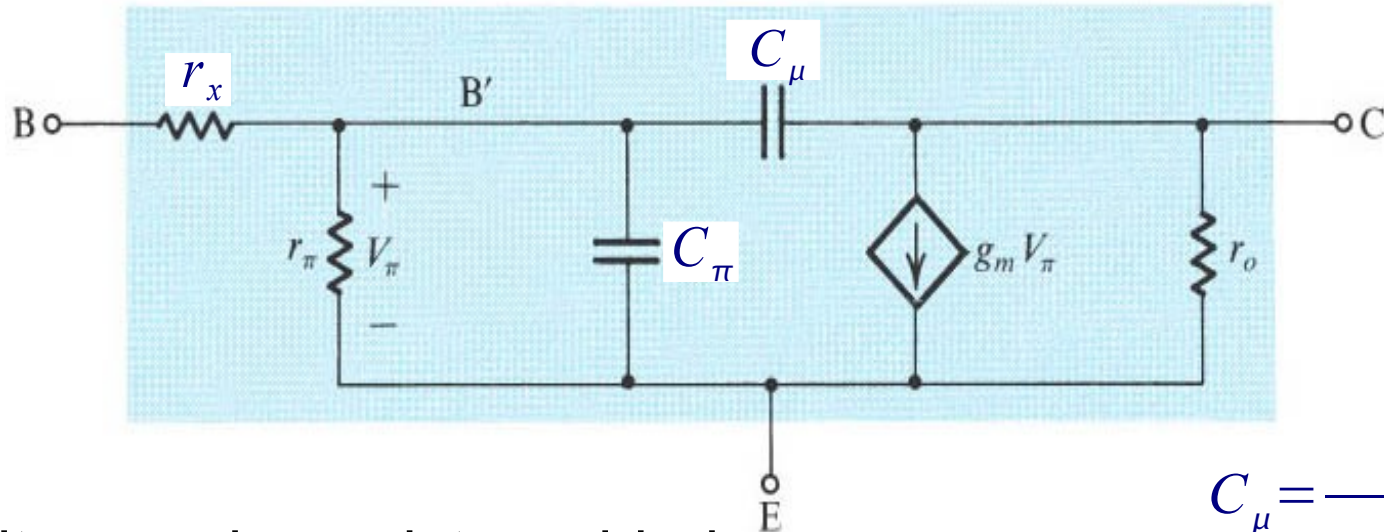 C_μ
r_x
B'
B
C
+
r_π V_π
C_π
g_m V_π
r_o
−
C_μ = —
E